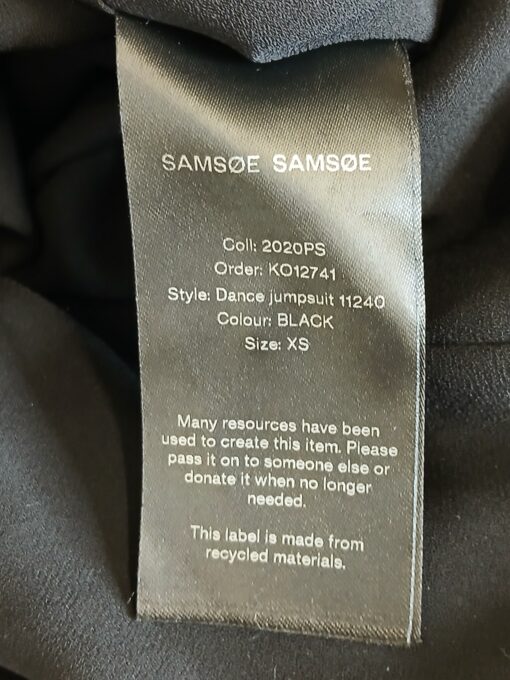 SAMSØE SAMSØE
Coll: 2020PS
Order: KO12741
Style: Dance jumpsuit 11240
Colour: BLACK
Size: XS
Many resources have been
used to create this item. Please
pass it on to someone else or
donate it when no longer
needed.
This label is made from
recycled materials.